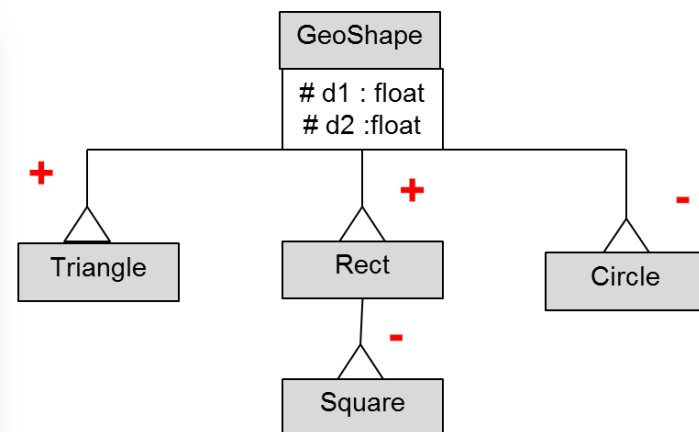 GeoShape
# d1 : float
# d2 :float
+
+
-
Triangle
Rect
Circle
-
Square